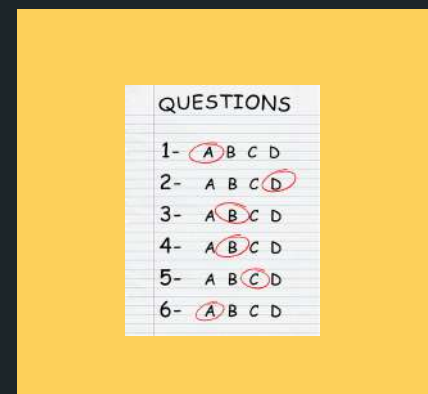 QUESTIONS
1- A B C D
2- A B C D
3- A B C D
4- A B C D
5- A B C D
6- A B C D